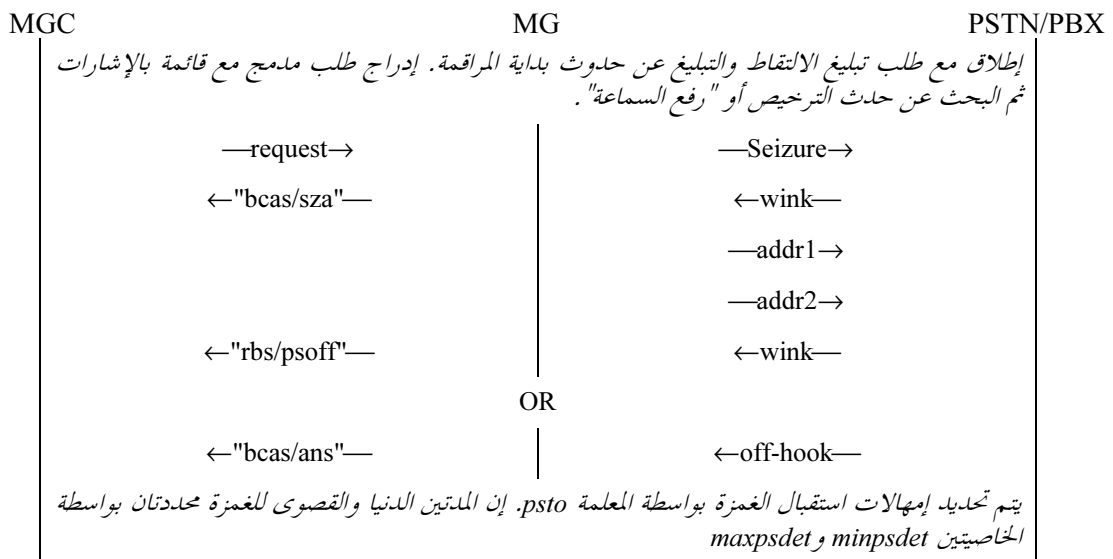 MGC MG PSTN/PBX
إطلاق مع طلب تبليغ الالتقاط والتبليغ عن حدوث بداية المراقمة. إدراج طلب مدمج مع قائمة بالإشارات
ثم البحث عن حدث الترخيص أو "رفع السماعة".
—request→ —Seizure→
←"bcas/sza"— ←wink—
—addr1→
—addr2→
←"rbs/psoff"— ←wink—
OR
←"bcas/ans"— ←off-hook—
يتم تحديد إمهالات استقبال الغمزة بواسطة المعلمة psto. إن المدتين الدنيا والقصوى للغمزة محددتان بواسطة
الخاصيتين minpsdet و maxpsdet